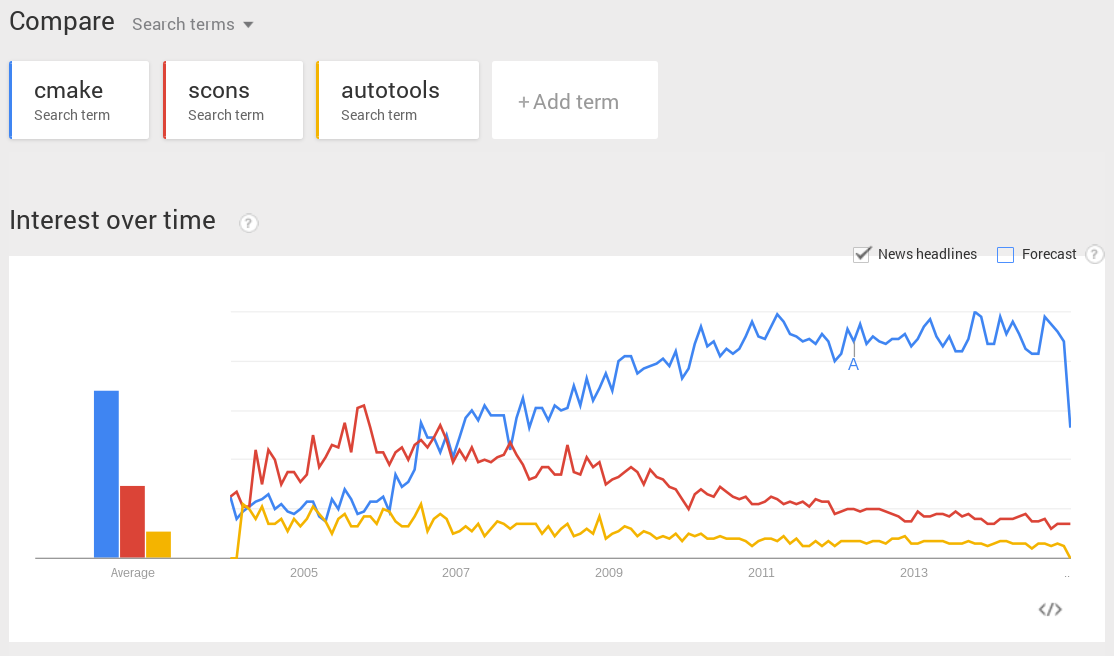 Compare Search terms
cmake
Search term
scons
Search term
autotools
Search term
+ Add term
Interest over time ?
News headlines Forecast ?
A
Average 2005 2007 2009 2011 2013 ..
</>